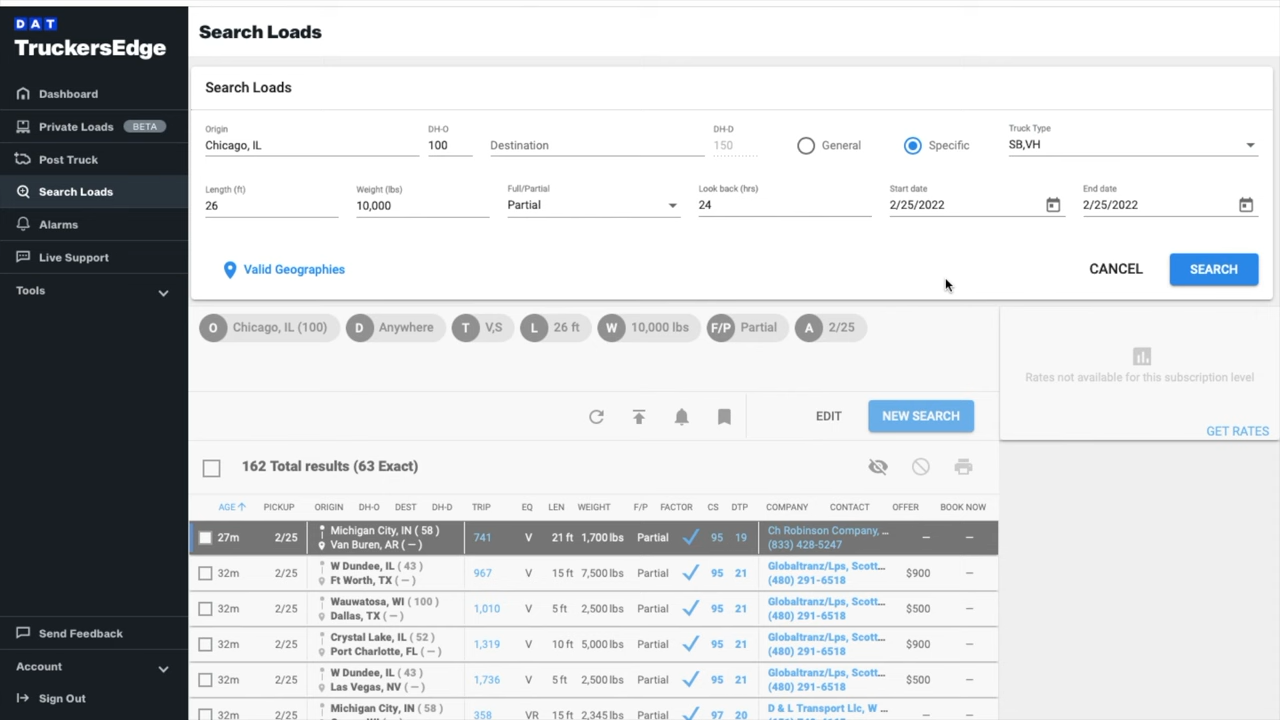 DAT
TruckersEdge
Dashboard
Private Loads BETA
Post Truck
Search Loads
Alarms
Live Support
Tools
Send Feedback
Account
Sign Out
Search Loads
Search Loads
Origin DH-O DH-D Truck Type
Chicago, IL 100 Destination 150 General Specific SB,VH
Length (ft) Weight (lbs) Full/Partial Look back (hrs) Start date End date
26 10,000 Partial 24 2/25/2022 2/25/2022
Valid Geographies CANCEL SEARCH
O Chicago, IL (100) D Anywhere T V,S L 26 ft W 10,000 lbs F/P Partial A 2/25
Rates not available for this subscription level
GET RATES
EDIT NEW SEARCH
162 Total results (63 Exact)
AGE PICKUP ORIGIN DH-O DEST DH-D TRIP EQ LEN WEIGHT F/P FACTOR CS DTP COMPANY CONTACT OFFER BOOK NOW
27m 2/25 Michigan City, IN ( 58 ) 741 V 21 ft 1,700 lbs Partial 95 19 Ch Robinson Company, ... – –
Van Buren, AR ( – ) (833) 428-5247
32m 2/25 W Dundee, IL ( 43 ) 967 V 15 ft 7,500 lbs Partial 95 21 Globaltranz/Lps, Scott... $900 –
Ft Worth, TX ( – ) (480) 291-6518
32m 2/25 Wauwatosa, WI ( 100 ) 1,010 V 5 ft 2,500 lbs Partial 95 21 Globaltranz/Lps, Scott... $500 –
Dallas, TX ( – ) (480) 291-6518
32m 2/25 Crystal Lake, IL ( 52 ) 1,319 V 10 ft 5,000 lbs Partial 95 21 Globaltranz/Lps, Scott... $900 –
Port Charlotte, FL ( – ) (480) 291-6518
32m 2/25 W Dundee, IL ( 43 ) 1,736 V 5 ft 2,500 lbs Partial 95 21 Globaltranz/Lps, Scott... $500 –
Las Vegas, NV ( – ) (480) 291-6518
32m 2/25 Michigan City, IN ( 58 ) 358 VR 15 ft 2,345 lbs Partial 97 20 D & L Transport Llc, W ... –